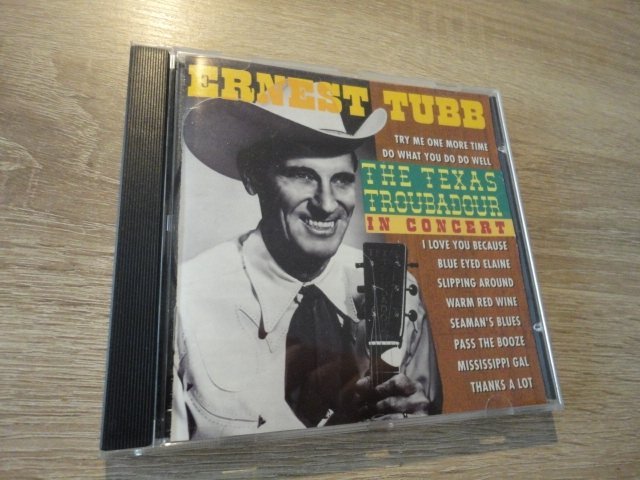 ERNEST TUBB
TRY ME ONE MORE TIME
DO WHAT YOU DO DO WELL
THE TEXAS
TROUBADOUR
IN CONCERT
I LOVE YOU BECAUSE
BLUE EYED ELAINE
SLIPPING AROUND
WARM RED WINE
SEAMAN'S BLUES
PASS THE BOOZE
MISSISSIPPI GAL
THANKS A LOT